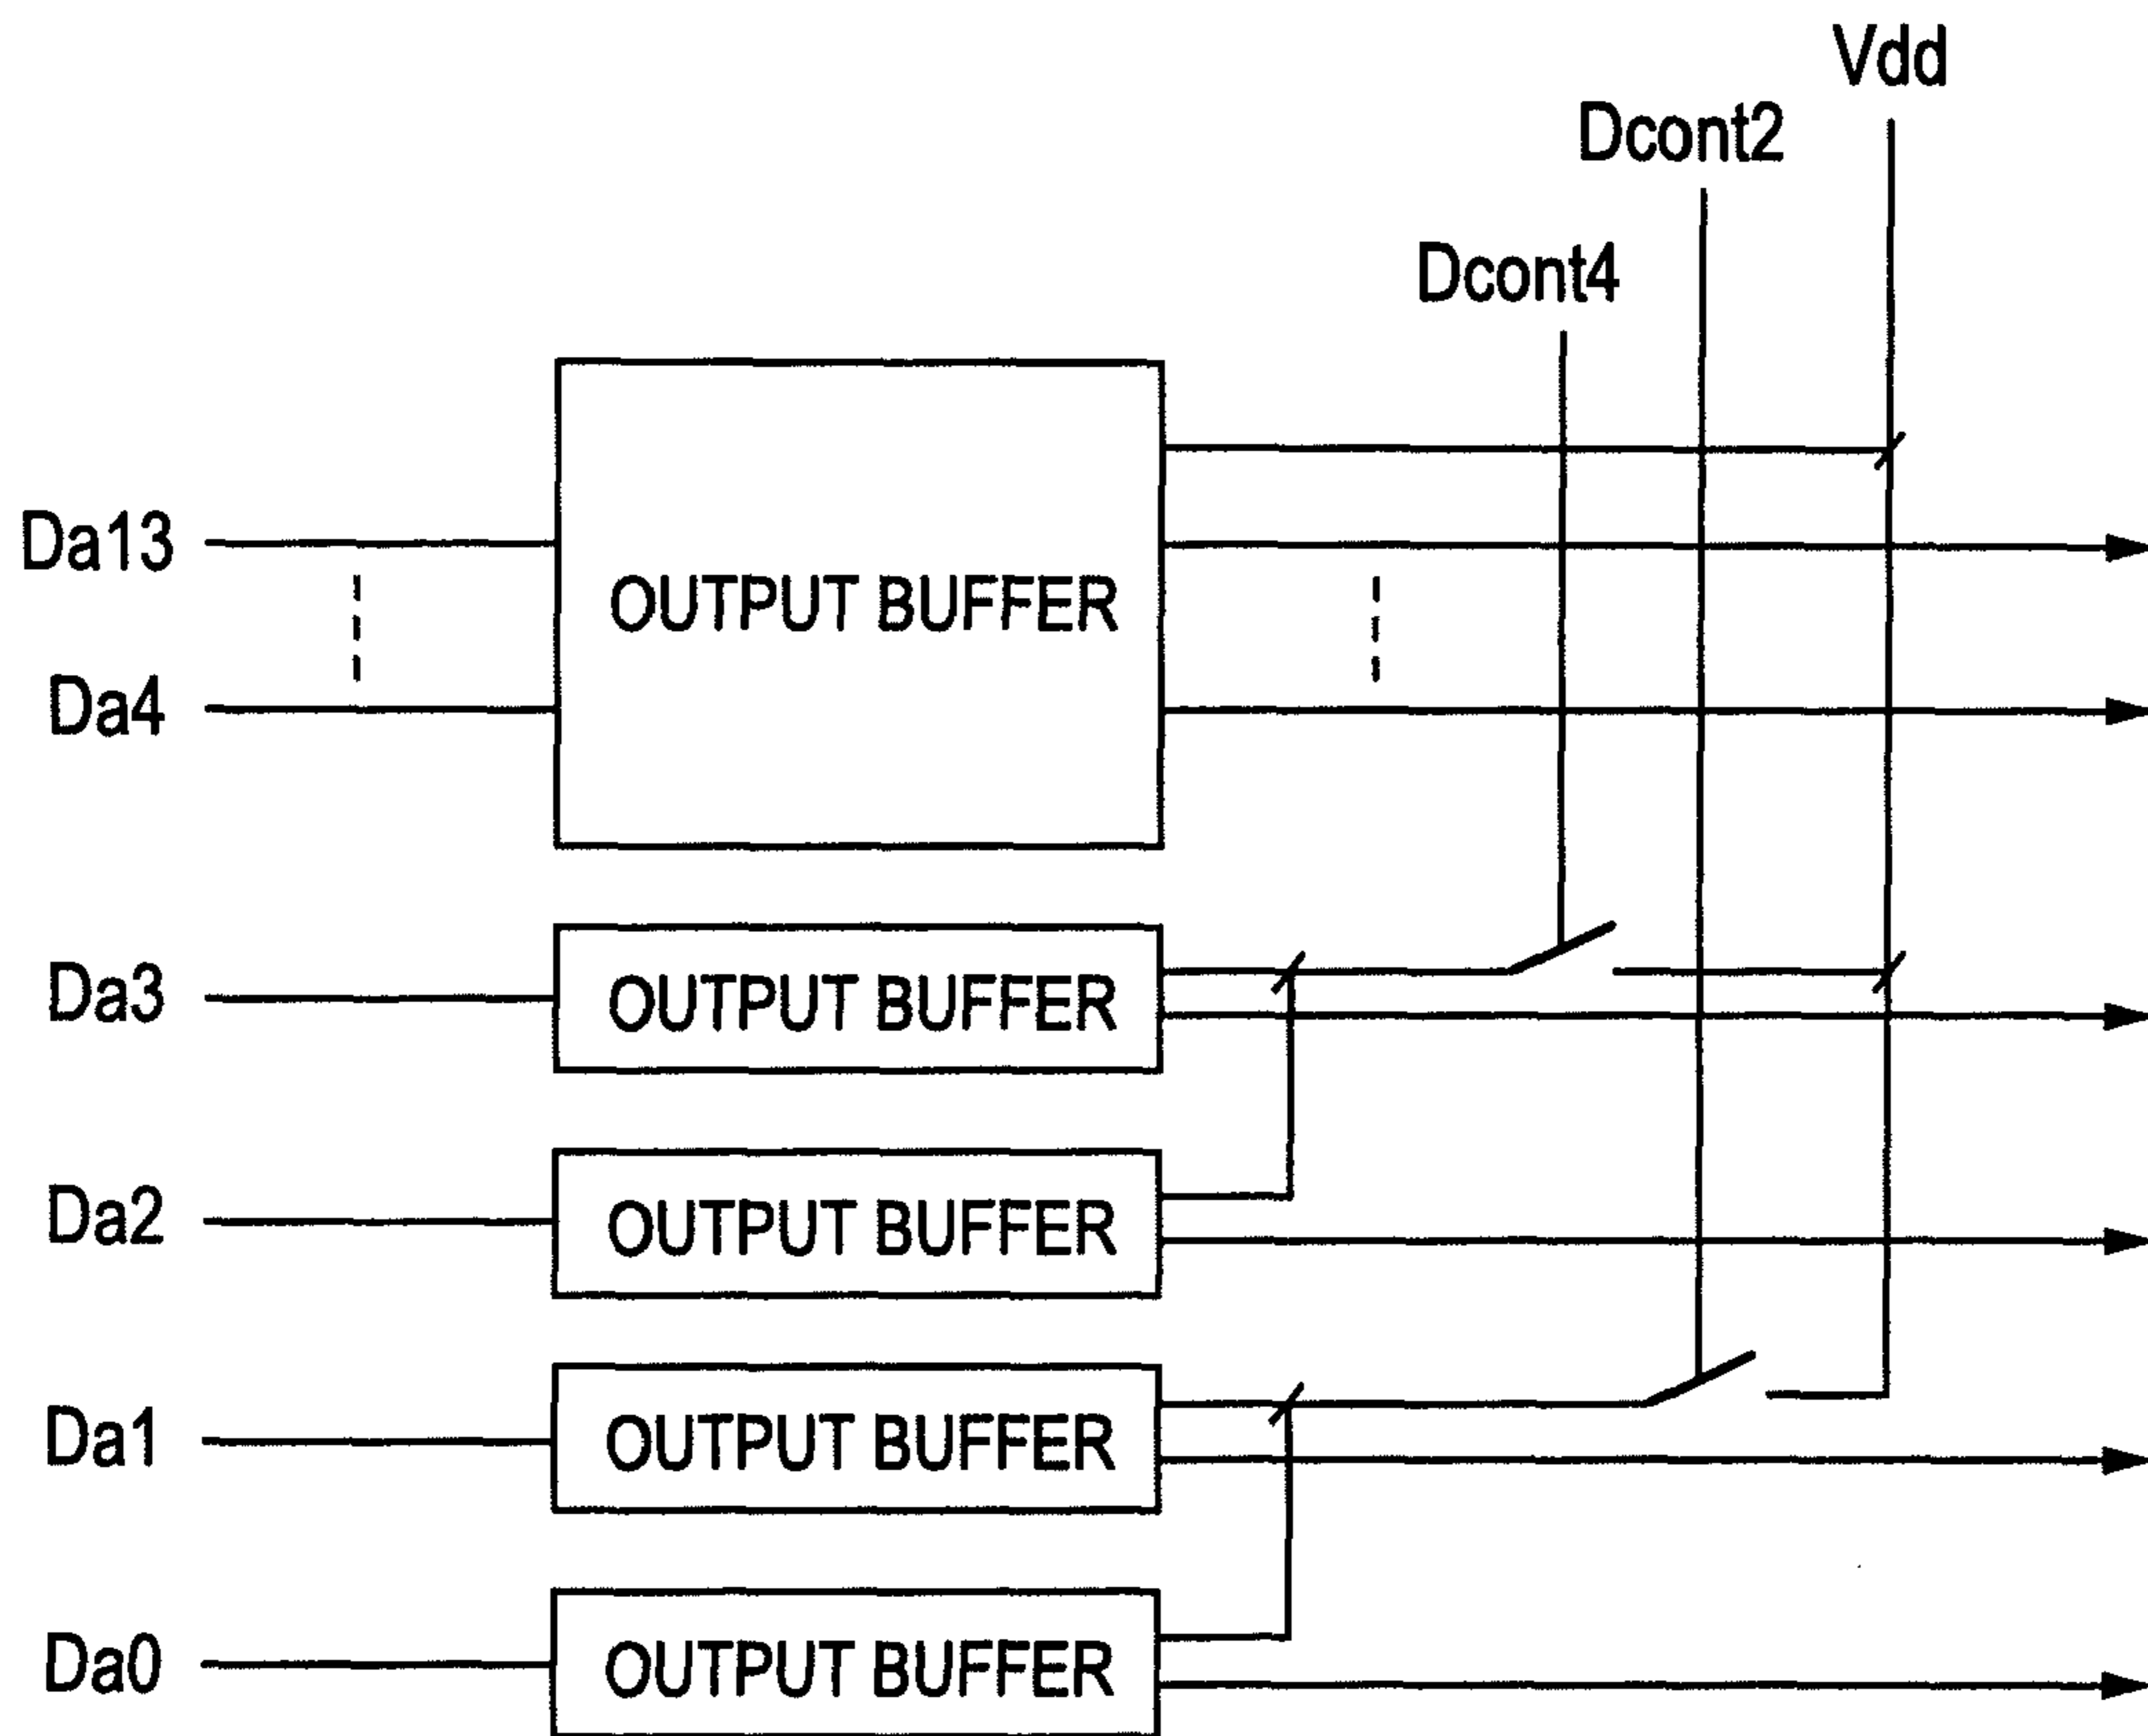 Vdd
Dcont2
Dcont4
Da13
OUTPUT BUFFER
Da4
Da3
OUTPUT BUFFER
Da2
OUTPUT BUFFER
Da1
OUTPUT BUFFER
Da0
OUTPUT BUFFER